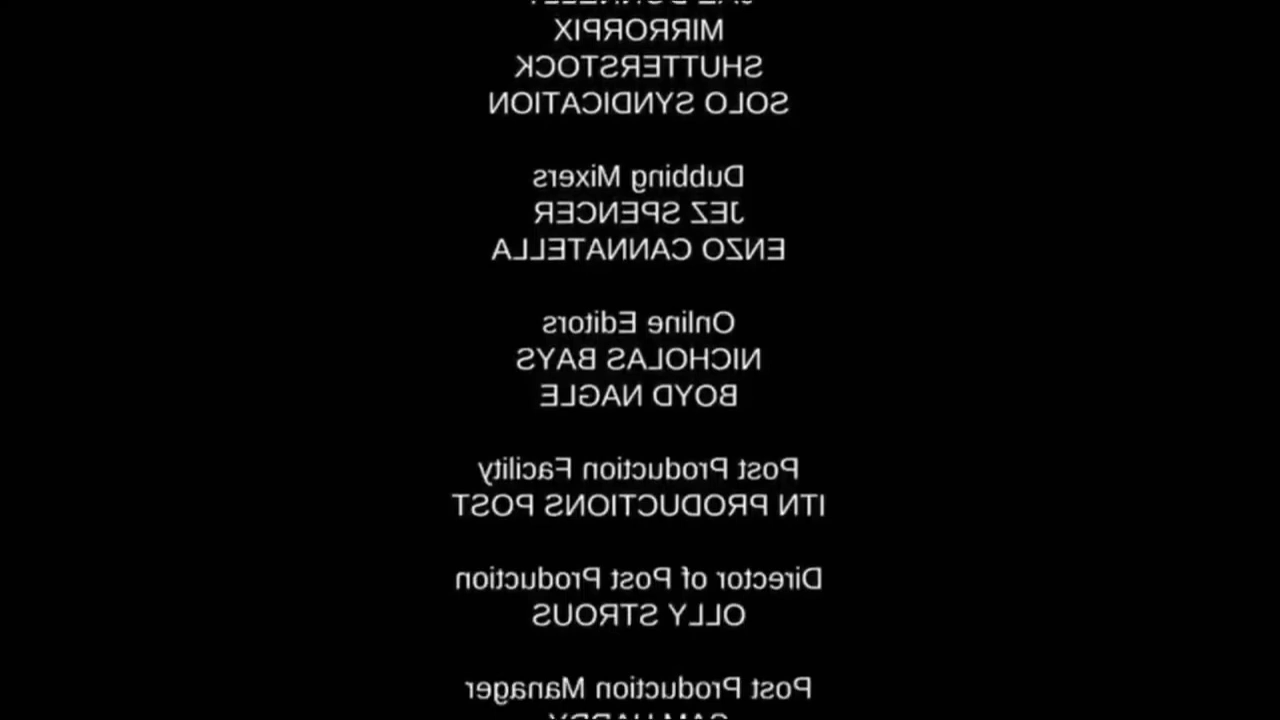 MIRRORPIX
SHUTTERSTOCK
SOLO SYNDICATION
Dubbing Mixers
JEZ SPENCER
ENZO CANNATELLA
Online Editors
NICHOLAS BAYS
BOYD NAGLE
Post Production Facility
ITN PRODUCTIONS POST
Director of Post Production
OLLY STROUS
Post Production Manager